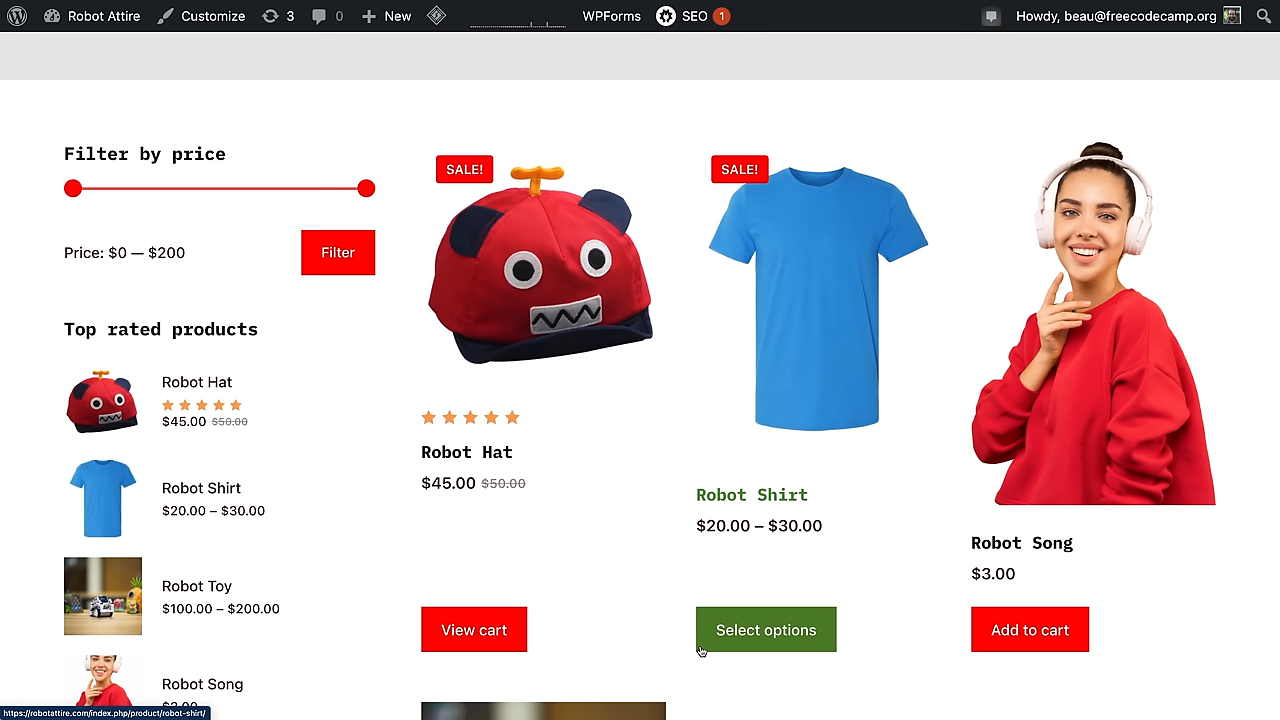 Robot Attire Customize 3 0 New WPForms SEO 1 Howdy, beau@freecodecamp.org
Filter by price
Price: $0 — $200
Filter
Top rated products
Robot Hat
$45.00 $50.00
Robot Shirt
$20.00 – $30.00
Robot Toy
$100.00 – $200.00
Robot Song
$3.00
SALE!
Robot Hat
$45.00 $50.00
View cart
SALE!
Robot Shirt
$20.00 – $30.00
Select options
Robot Song
$3.00
Add to cart
https://robotattire.com/index.php/product/robot-shirt/